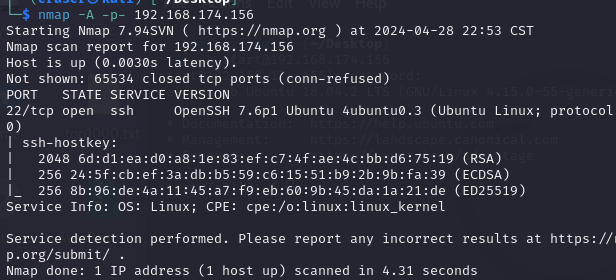 $ nmap -A -p- 192.168.174.156
Starting Nmap 7.94SVN ( https://nmap.org ) at 2024-04-28 22:53 CST
Nmap scan report for 192.168.174.156
Host is up (0.0030s latency).
Not shown: 65534 closed tcp ports (conn-refused)
PORT   STATE SERVICE VERSION
22/tcp open  ssh     OpenSSH 7.6p1 Ubuntu 4ubuntu0.3 (Ubuntu Linux; protocol
0)
| ssh-hostkey:
|   2048 6d:d1:ea:d0:a8:1e:83:ef:c7:4f:ae:4c:bb:d6:75:19 (RSA)
|   256 24:5f:cb:ef:3a:db:b5:59:c6:15:51:b9:2b:9b:fa:39 (ECDSA)
|_  256 8b:96:de:4a:11:45:a7:f9:eb:60:9b:45:da:1a:21:de (ED25519)
Service Info: OS: Linux; CPE: cpe:/o:linux:linux_kernel
Service detection performed. Please report any incorrect results at https://
p.org/submit/ .
Nmap done: 1 IP address (1 host up) scanned in 4.31 seconds